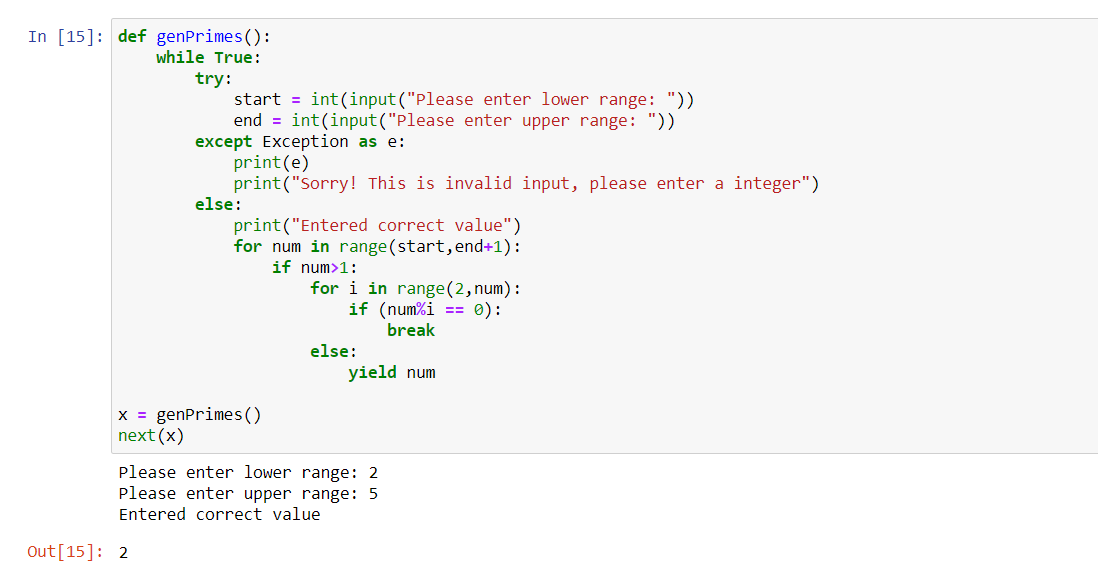 In [15]: def genPrimes():
    while True:
        try:
            start = int(input("Please enter lower range: "))
            end = int(input("Please enter upper range: "))
        except Exception as e:
            print(e)
            print("Sorry! This is invalid input, please enter a integer")
        else:
            print("Entered correct value")
            for num in range(start,end+1):
                if num>1:
                    for i in range(2,num):
                        if (num%i == 0):
                            break
                    else:
                        yield num
x = genPrimes()
next(x)
Please enter lower range: 2
Please enter upper range: 5
Entered correct value
Out[15]: 2